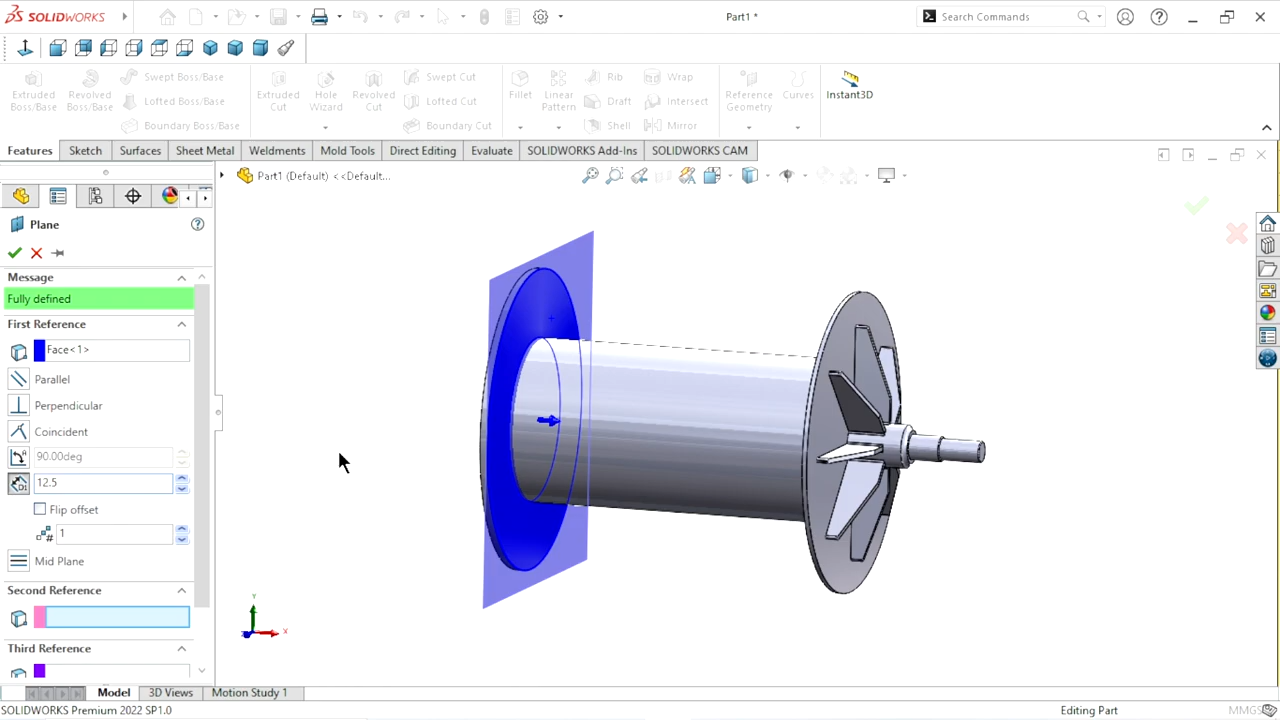 SOLIDWORKS
Part1 *
Search Commands
Extruded Boss/Base
Revolved Boss/Base
Swept Boss/Base
Lofted Boss/Base
Boundary Boss/Base
Extruded Cut
Hole Wizard
Revolved Cut
Swept Cut
Lofted Cut
Boundary Cut
Fillet
Linear Pattern
Rib
Draft
Shell
Wrap
Intersect
Mirror
Reference Geometry
Curves
Instant3D
Features Sketch Surfaces Sheet Metal Weldments Mold Tools Direct Editing Evaluate SOLIDWORKS Add-Ins SOLIDWORKS CAM
Part1 (Default) <<Default...
Plane
Message
Fully defined
First Reference
Face<1>
Parallel
Perpendicular
Coincident
90.00deg
12.5
Flip offset
1
Mid Plane
Second Reference
Third Reference
Y
X
Model 3D Views Motion Study 1
SOLIDWORKS Premium 2022 SP1.0
Editing Part
MMGS